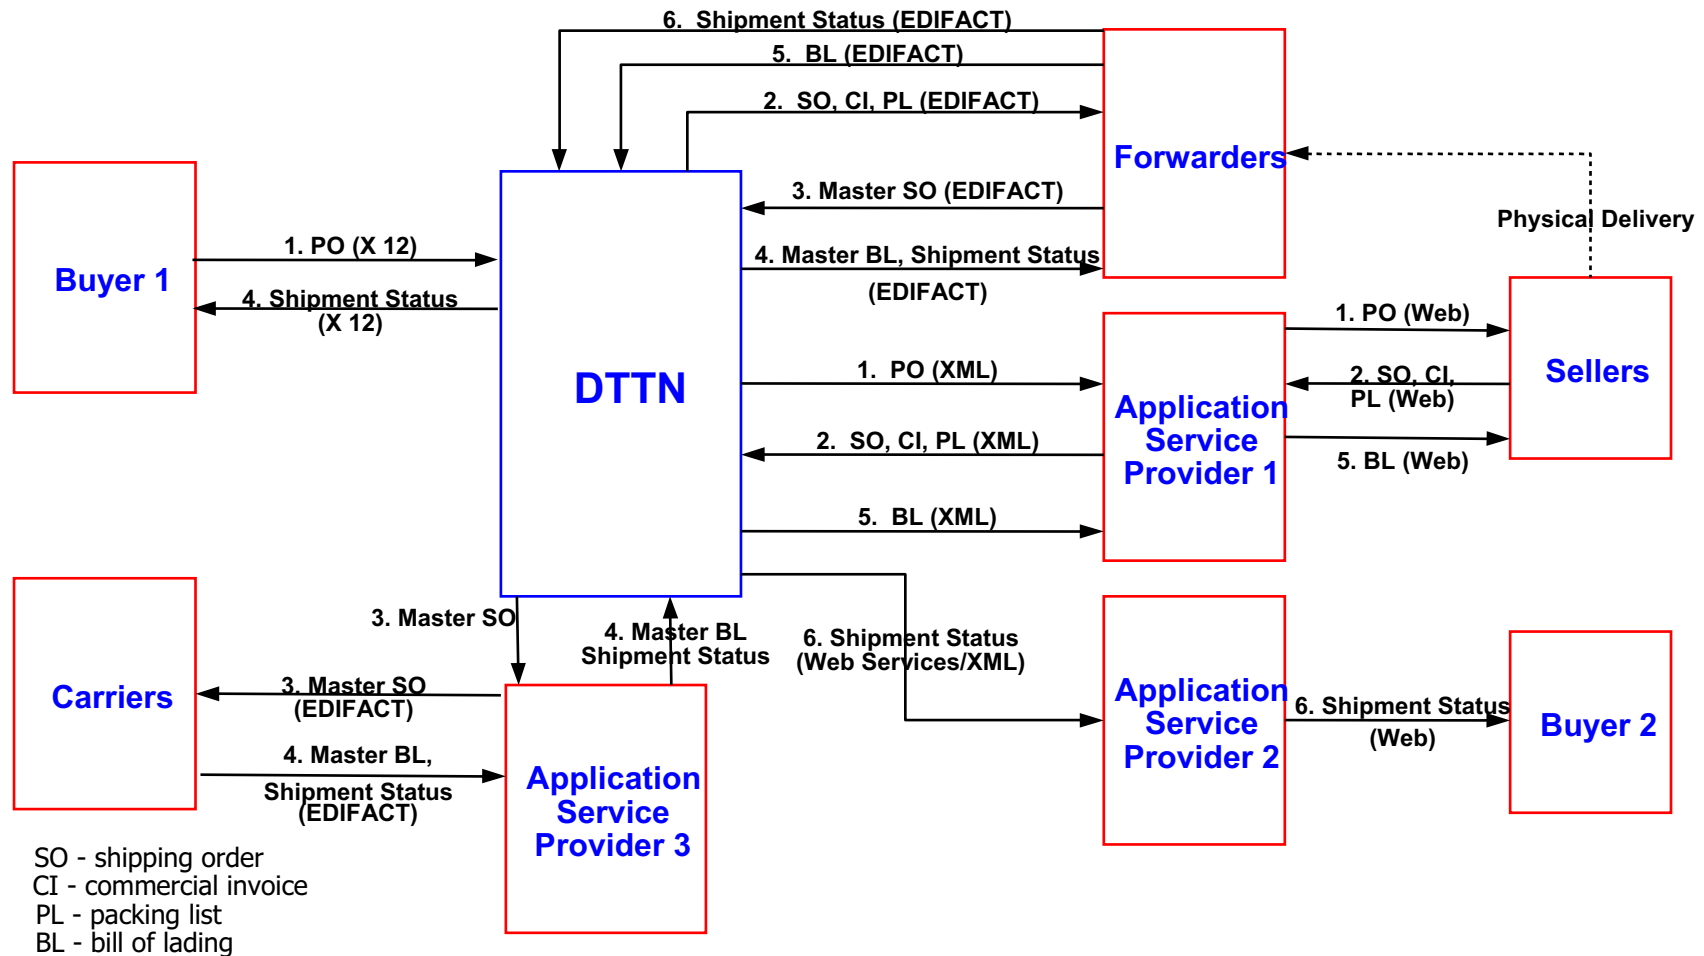 6.  Shipment Status (EDIFACT)
5.  BL (EDIFACT)
2.  SO, CI, PL (EDIFACT)
Forwarders
3. Master SO (EDIFACT)
4. Master BL, Shipment Status
(EDIFACT)
Physical Delivery
Buyer 1
1. PO (X 12)
4. Shipment Status
(X 12)
DTTN
1.  PO (XML)
2.  SO, CI, PL (XML)
5.  BL (XML)
Application
Service
Provider 1
1. PO (Web)
2. SO, CI,
PL (Web)
5. BL (Web)
Sellers
3. Master SO
4. Master BL
Shipment Status
6. Shipment Status
(Web Services/XML)
Carriers
3. Master SO
(EDIFACT)
4. Master BL,
Shipment Status
(EDIFACT)
Application
Service
Provider 3
Application
Service
Provider 2
6. Shipment Status
(Web)
Buyer 2
SO - shipping order
CI - commercial invoice
PL - packing list
BL - bill of lading